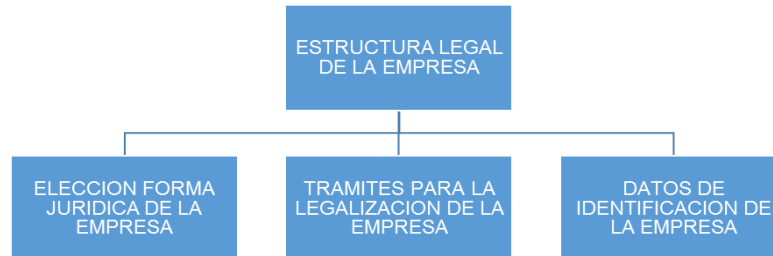 ESTRUCTURA LEGAL
DE LA EMPRESA
ELECCION FORMA
JURIDICA DE LA
EMPRESA
TRAMITES PARA LA
LEGALIZACION DE LA
EMPRESA
DATOS DE
IDENTIFICACION DE
LA EMPRESA